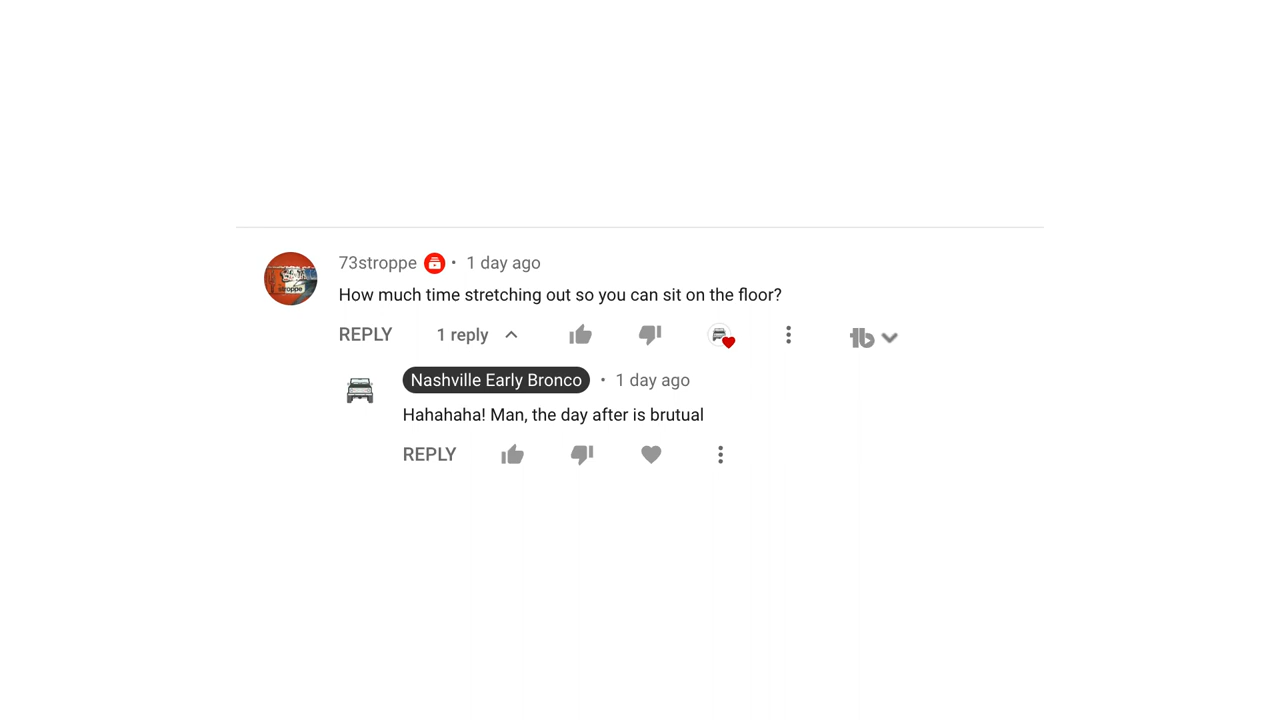 73stroppe • 1 day ago
How much time stretching out so you can sit on the floor?
REPLY 1 reply
Nashville Early Bronco • 1 day ago
Hahahaha! Man, the day after is brutual
REPLY